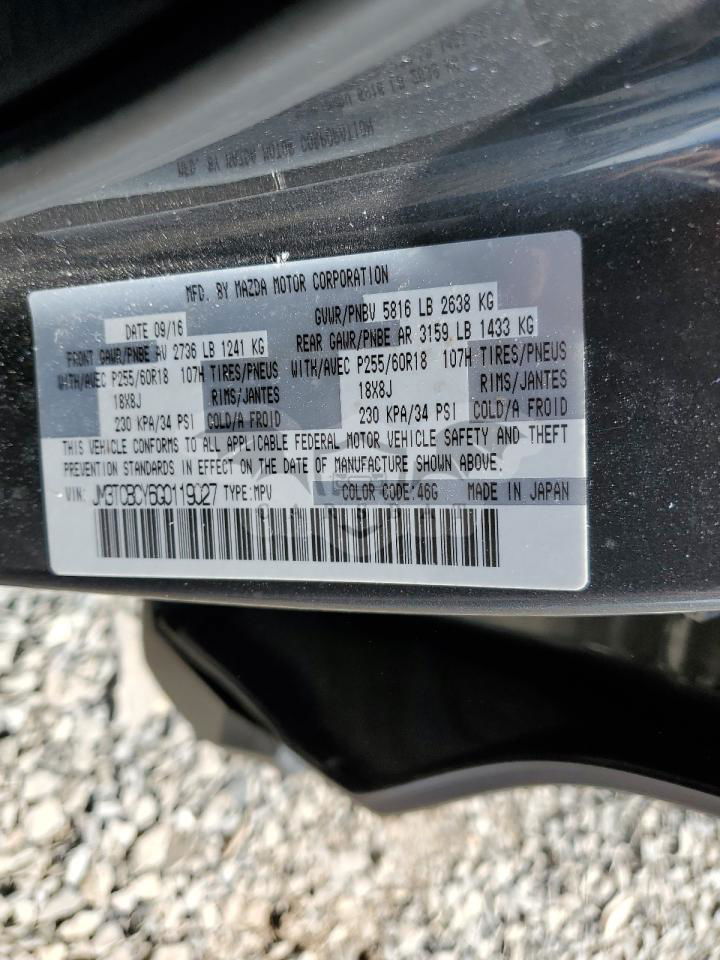 MFD. BY MAZDA MOTOR CORPORATION
DATE 09/16 GVWR/PNBV 5816 LB 2638 KG
FRONT GAWR/PNBE AV 2736 LB 1241 KG REAR GAWR/PNBE AR 3159 LB 1433 KG
WITH/AVEC P255/60R18 107H TIRES/PNEUS WITH/AVEC P255/60R18 107H TIRES/PNEUS
18X8J RIMS/JANTES 18X8J RIMS/JANTES
230 KPA/34 PSI COLD/A FROID 230 KPA/34 PSI COLD/A FROID
THIS VEHICLE CONFORMS TO ALL APPLICABLE FEDERAL MOTOR VEHICLE SAFETY AND THEFT
PREVENTION STANDARDS IN EFFECT ON THE DATE OF MANUFACTURE SHOWN ABOVE.
VIN: JM3TCBCY6G0119027 TYPE:MPV COLOR CODE:46G MADE IN JAPAN